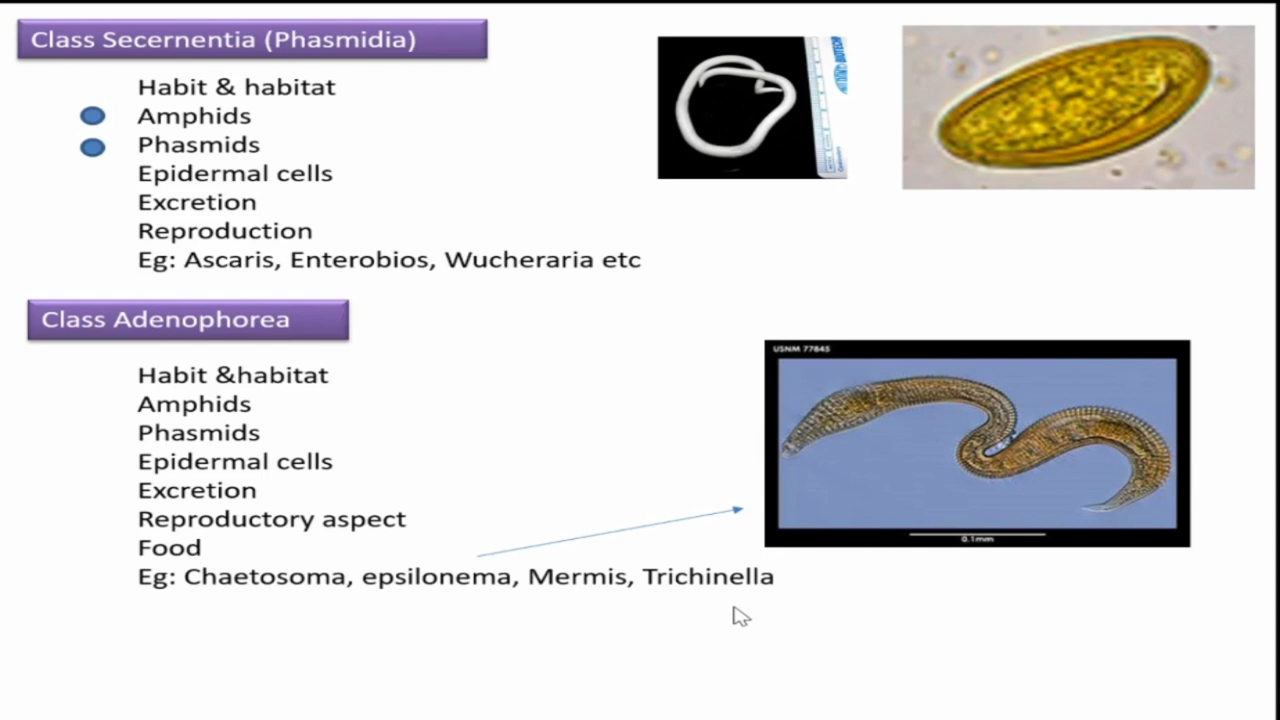 Class Secernentia (Phasmidia)
Habit & habitat
Amphids
Phasmids
Epidermal cells
Excretion
Reproduction
Eg: Ascaris, Enterobios, Wucheraria etc
Class Adenophorea
Habit &habitat
Amphids
Phasmids
Epidermal cells
Excretion
Reproductory aspect
Food
Eg: Chaetosoma, epsilonema, Mermis, Trichinella
USNM 77845
0.1mm